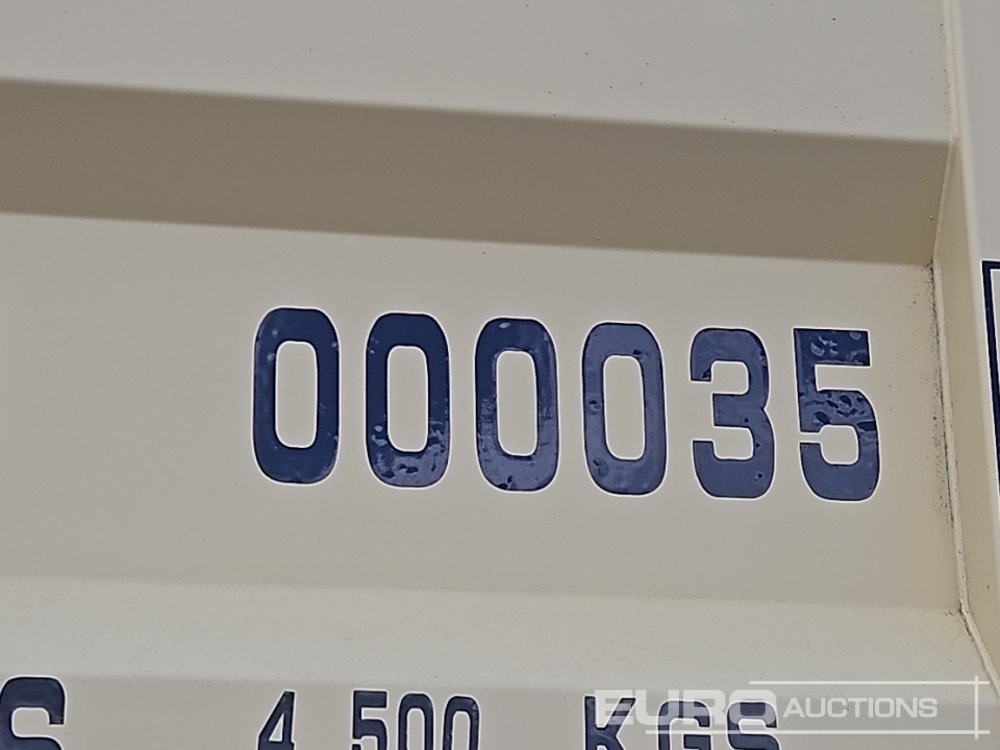 000035
S 4,500 KGS
EURO AUCTIONS